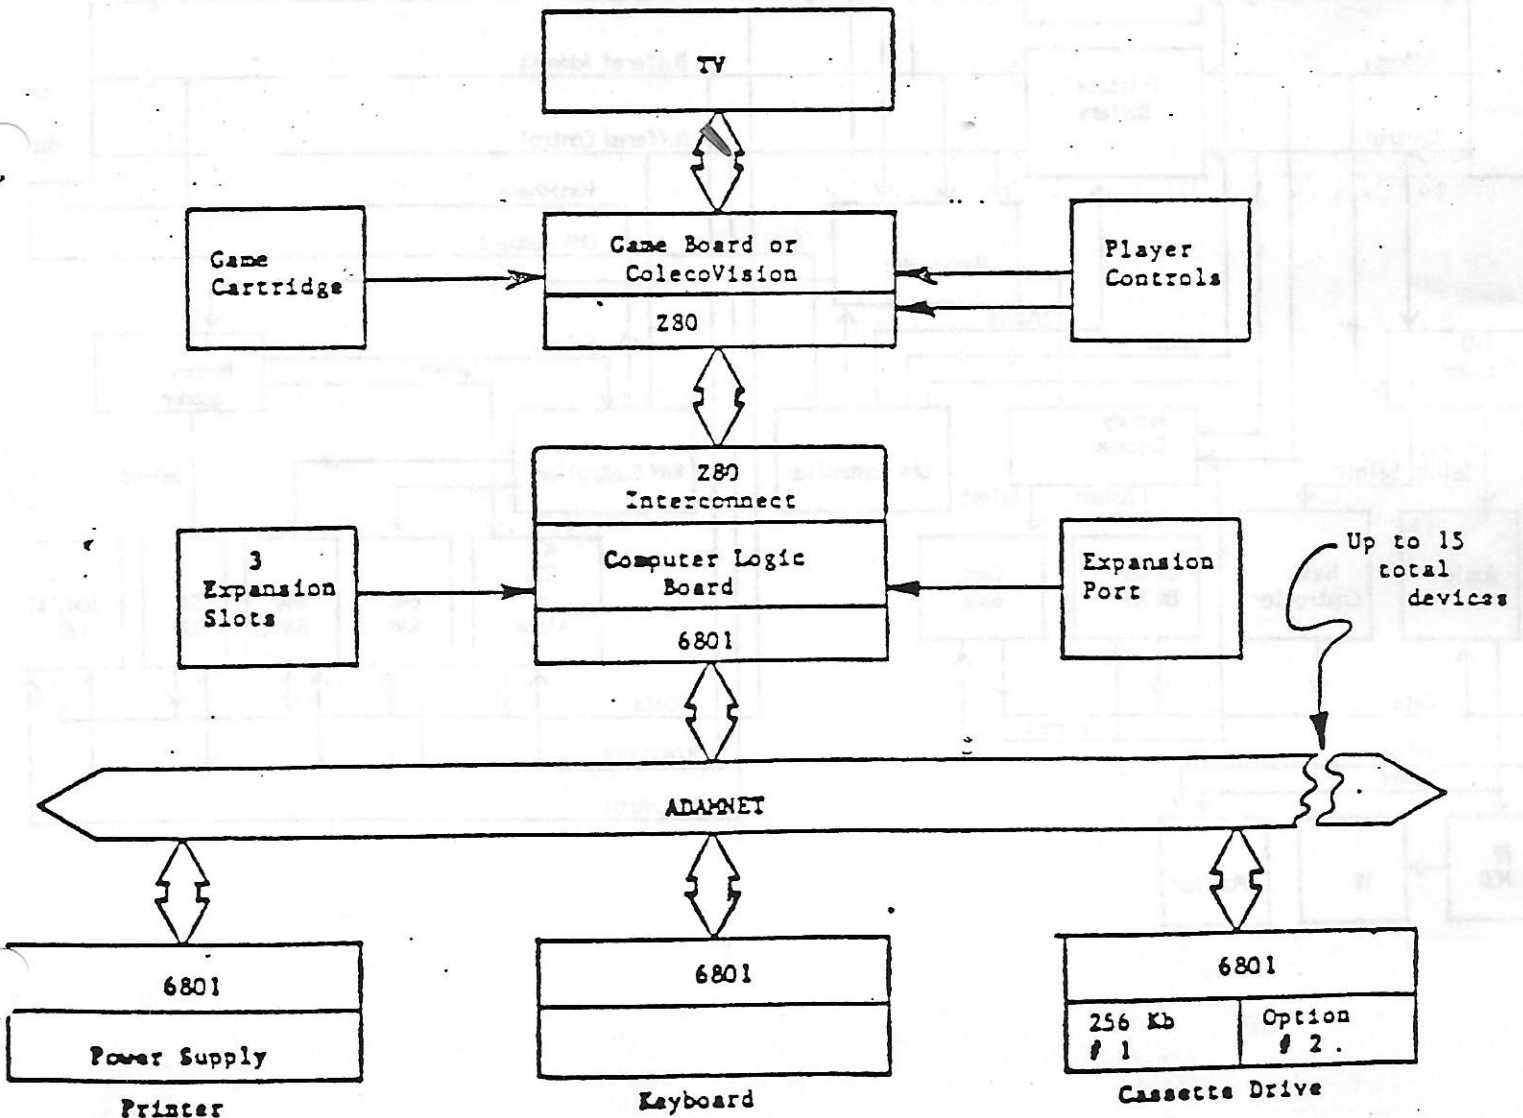 TV
Game
Cartridge
Game Board or
ColecoVision
Z80
Player
Controls
Z80
Interconnect
3
Expansion
Slots
Computer Logic
Board
6801
Expansion
Port
Up to 15
total
devices
ADAMNET
6801
Power Supply
Printer
6801
Keyboard
6801
256 Kb
# 1
Option
# 2.
Cassette Drive